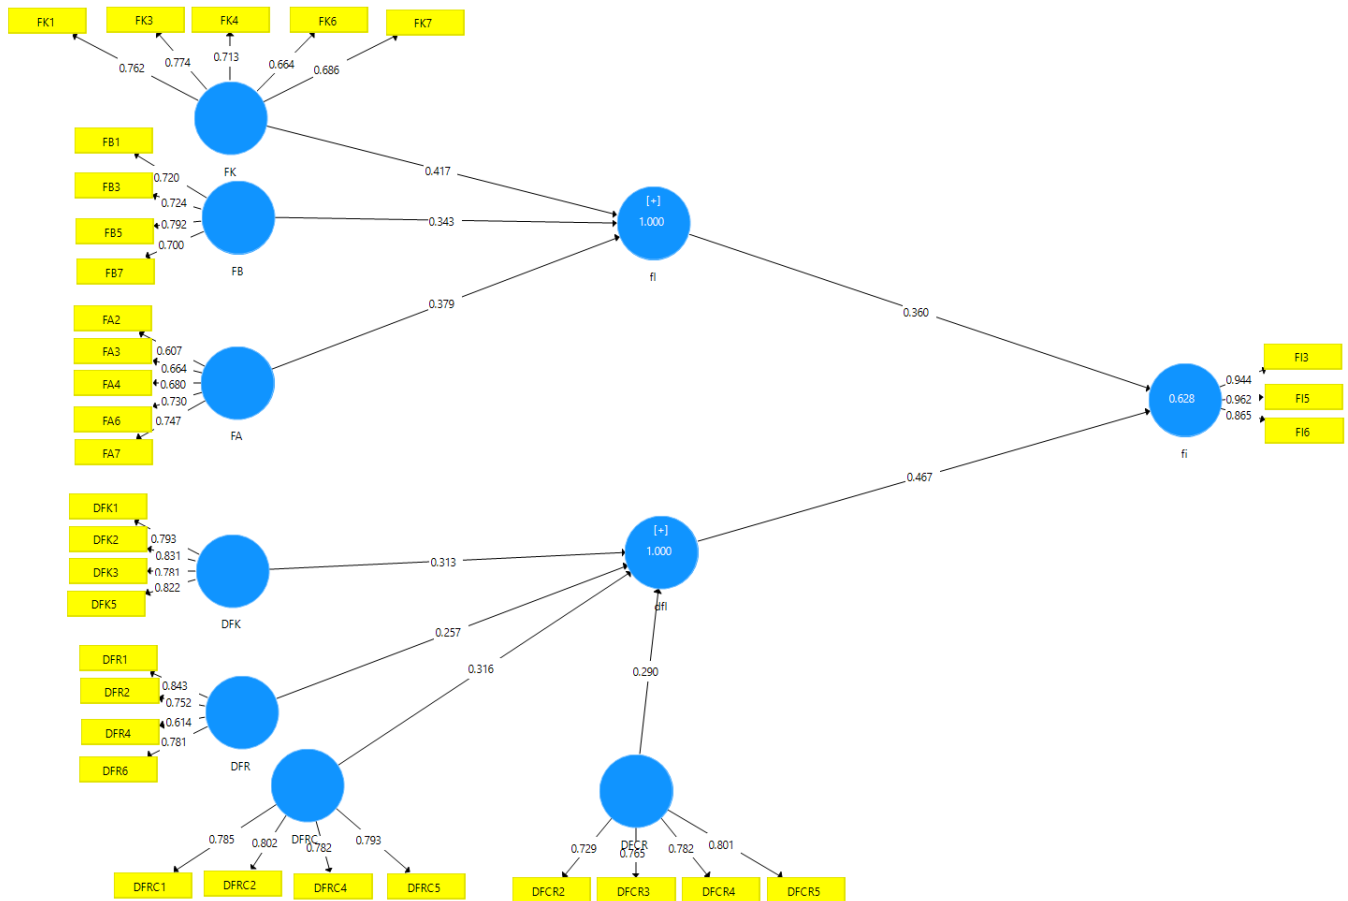 FK1
FK3
FK4
FK6
FK7
0.762
0.774
0.713
0.664
0.686
FK
FB1
FB3
FB5
FB7
0.720
0.724
0.792
0.700
FB
FA2
FA3
FA4
FA6
FA7
0.607
0.664
0.680
0.730
0.747
FA
0.417
0.343
0.379
[+]
1.000
fl
0.360
0.467
0.628
fi
0.944
0.962
0.865
FI3
FI5
FI6
DFK1
DFK2
DFK3
DFK5
0.793
0.831
0.781
0.822
DFK
0.313
0.257
0.316
0.290
[+]
1.000
dfl
DFR1
DFR2
DFR4
DFR6
0.843
0.752
0.614
0.781
DFR
DFRC
0.785
0.802
0.782
0.793
DFRC1
DFRC2
DFRC4
DFRC5
DFCR
0.729
0.765
0.782
0.801
DFCR2
DFCR3
DFCR4
DFCR5